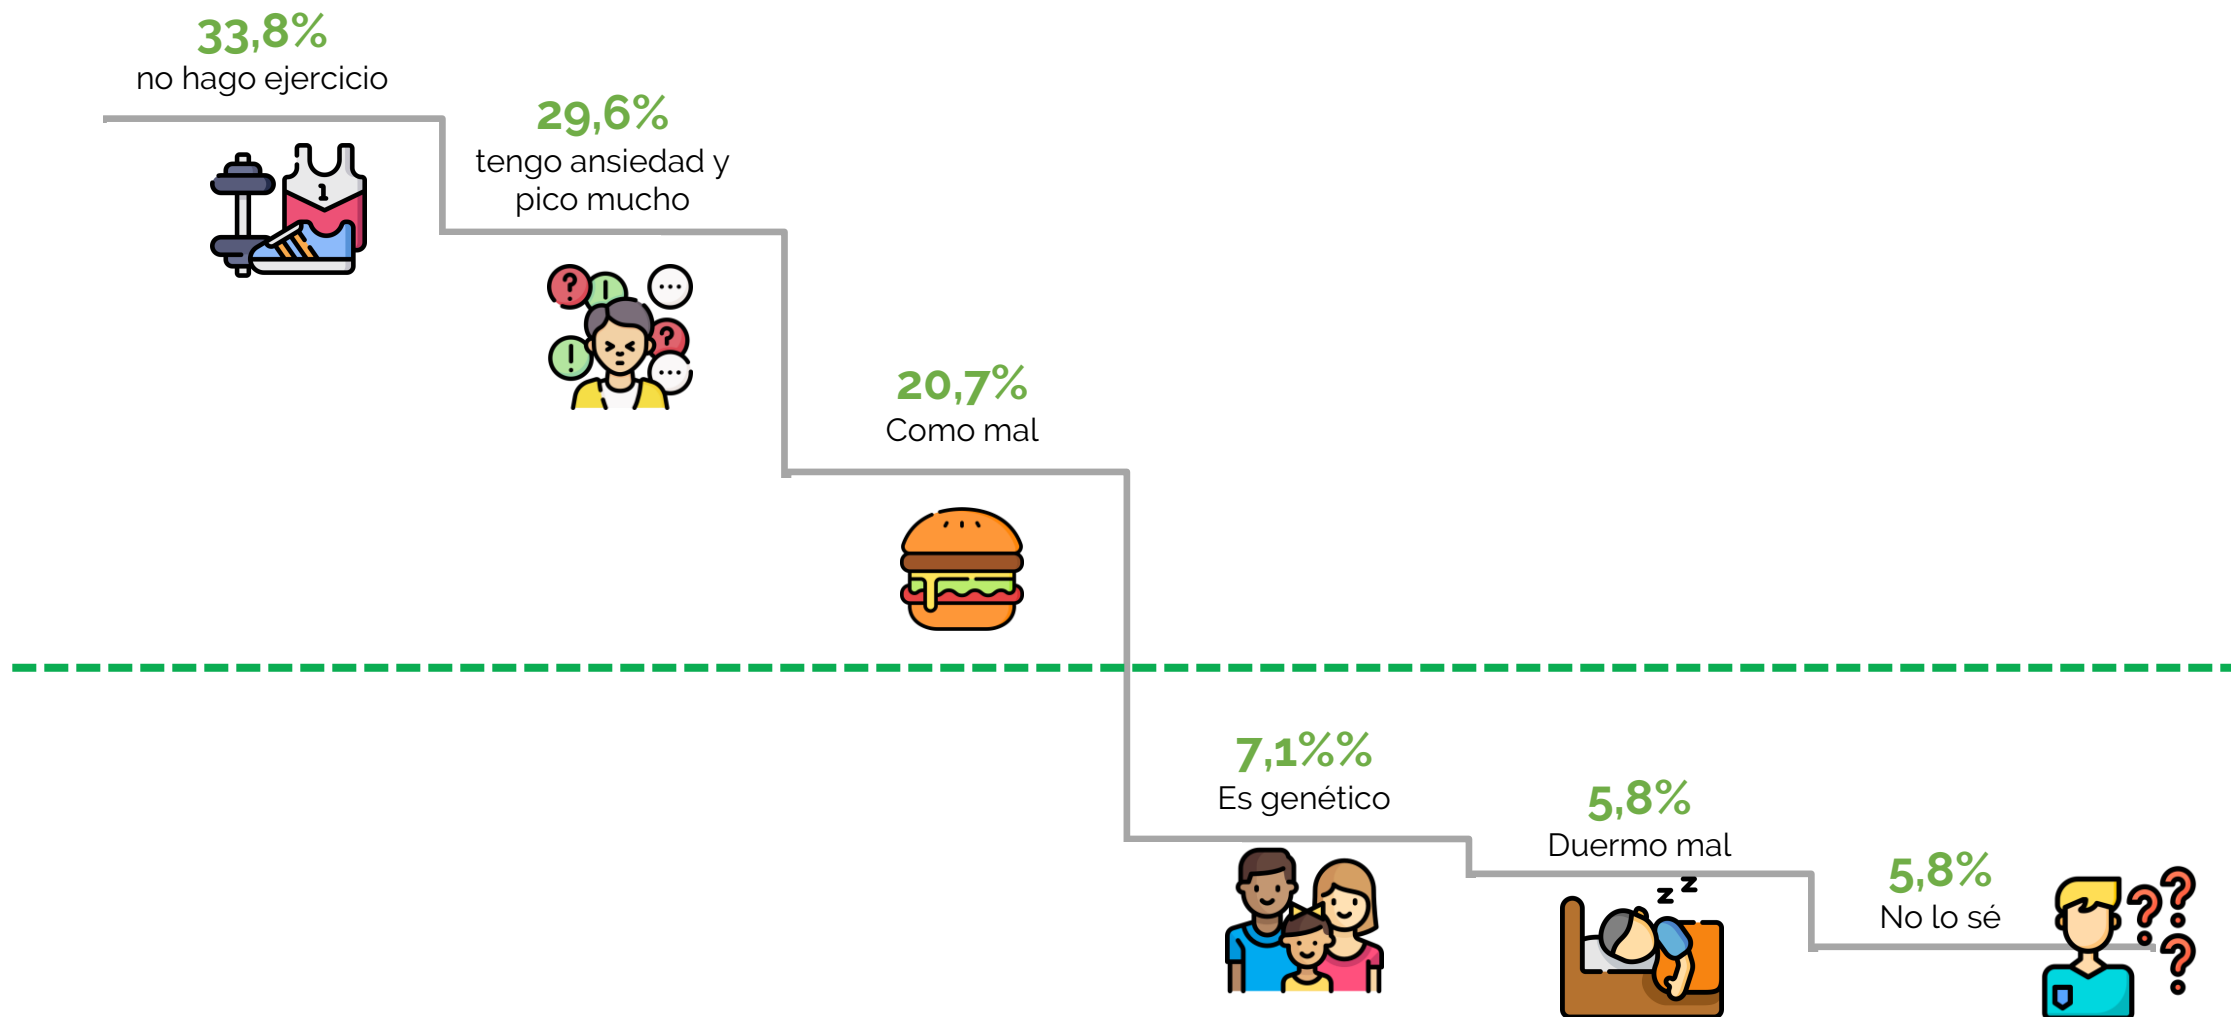 33,8%
no hago ejercicio
29,6%
tengo ansiedad y
pico mucho
1
20,7%
Como mal
7,1%%
Es genético
5,8%
Duermo mal
z z
5,8%
No lo sé